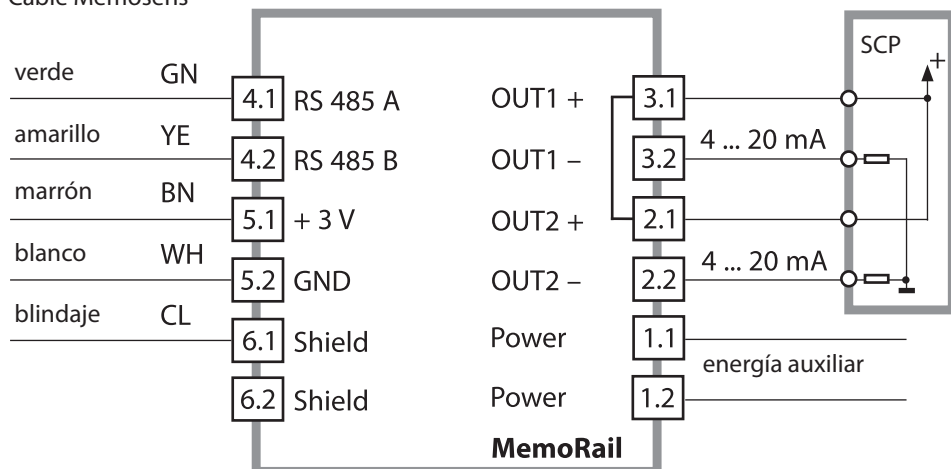 Cable Memosens
SCP
+
verde GN 4.1 RS 485 A OUT1 + 3.1
amarillo YE 4.2 RS 485 B OUT1 – 3.2 4 ... 20 mA
marrón BN 5.1 + 3 V OUT2 + 2.1
blanco WH 5.2 GND OUT2 – 2.2 4 ... 20 mA
blindaje CL 6.1 Shield Power 1.1
energía auxiliar
6.2 Shield Power 1.2
MemoRail